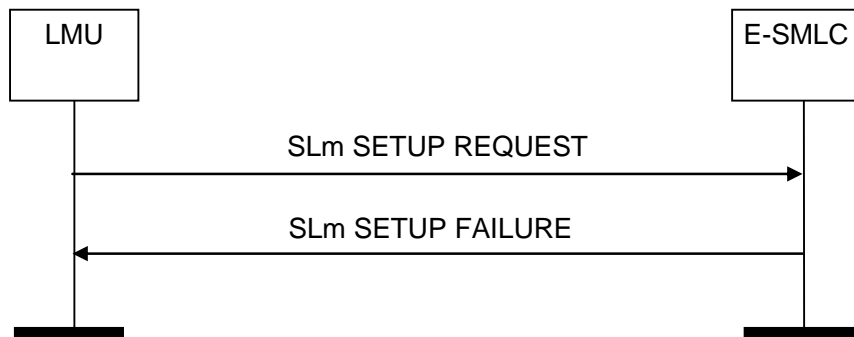 LMU
E-SMLC
SLm SETUP REQUEST
SLm SETUP FAILURE